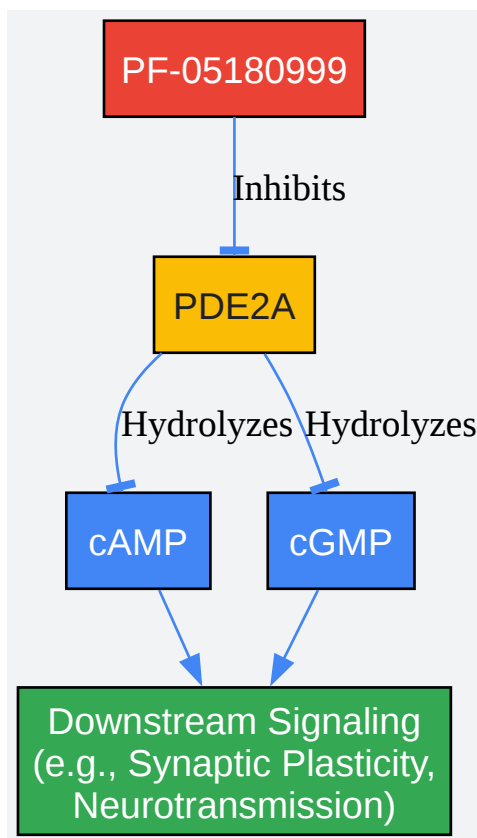 PF-05180999
Inhibits
PDE2A
Hydrolyzes
Hydrolyzes
cAMP
cGMP
Downstream Signaling
(e.g., Synaptic Plasticity,
Neurotransmission)